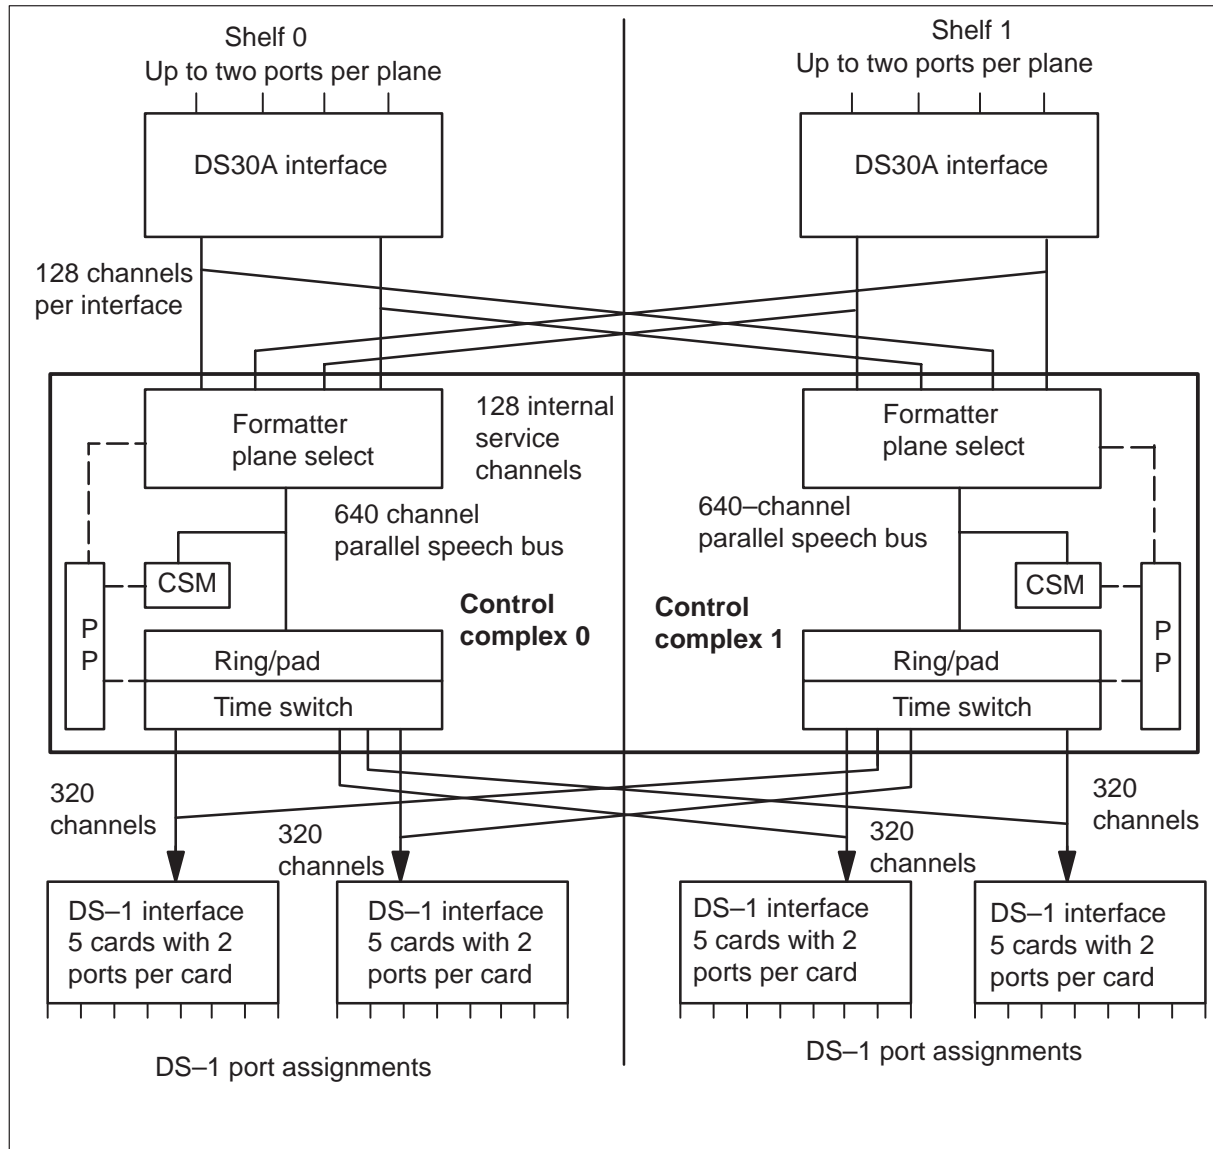 Shelf 0
Up to two ports per plane
Shelf 1
Up to two ports per plane
DS30A interface
DS30A interface
128 channels
per interface
Formatter
plane select
128 internal
service
channels
Formatter
plane select
640 channel
parallel speech bus
640–channel
parallel speech bus
CSM
CSM
P
P
Control
complex 0
Control
complex 1
P
P
Ring/pad
Time switch
Ring/pad
Time switch
320
channels
320
channels
320
channels
320
channels
DS–1 interface
5 cards with 2
ports per card
DS–1 interface
5 cards with 2
ports per card
DS–1 interface
5 cards with 2
ports per card
DS–1 interface
5 cards with 2
ports per card
DS–1 port assignments
DS–1 port assignments